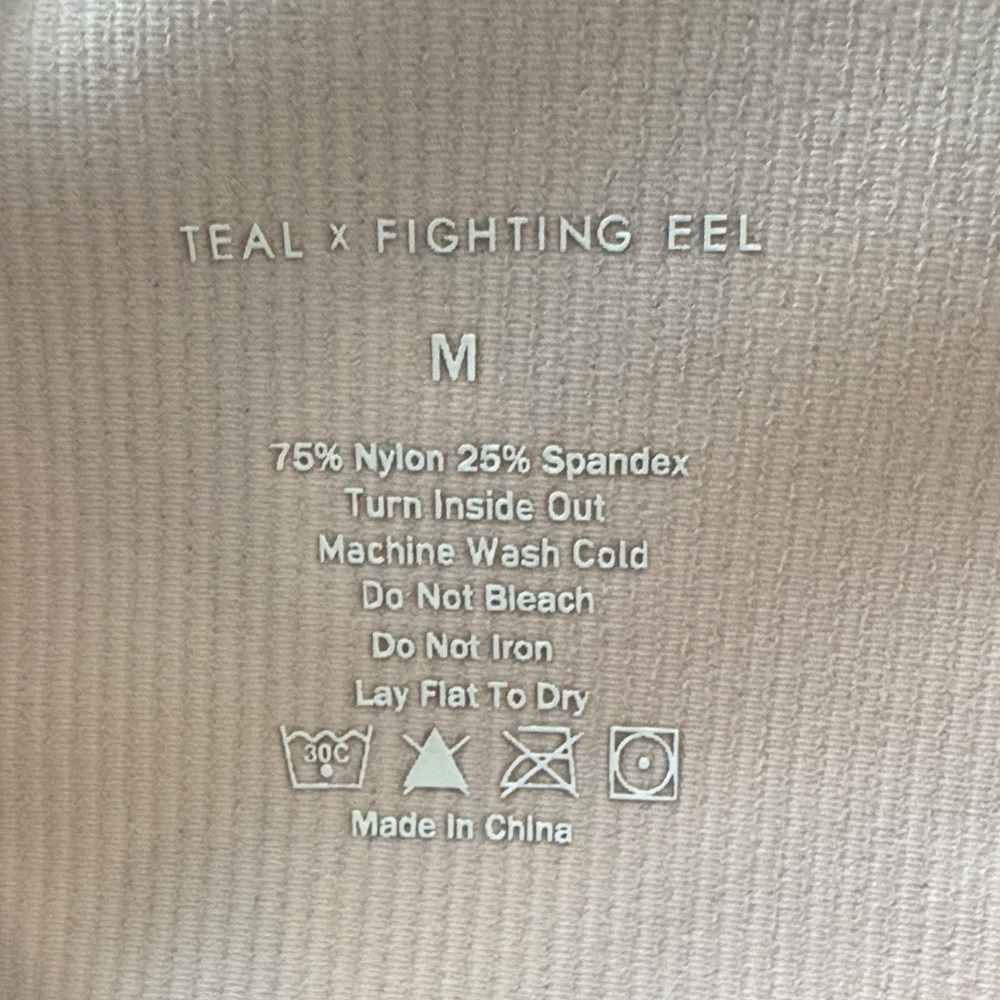 TEAL x FIGHTING EEL
M
75% Nylon 25% Spandex
Turn Inside Out
Machine Wash Cold
Do Not Bleach
Do Not Iron
Lay Flat To Dry
30C
Made In China